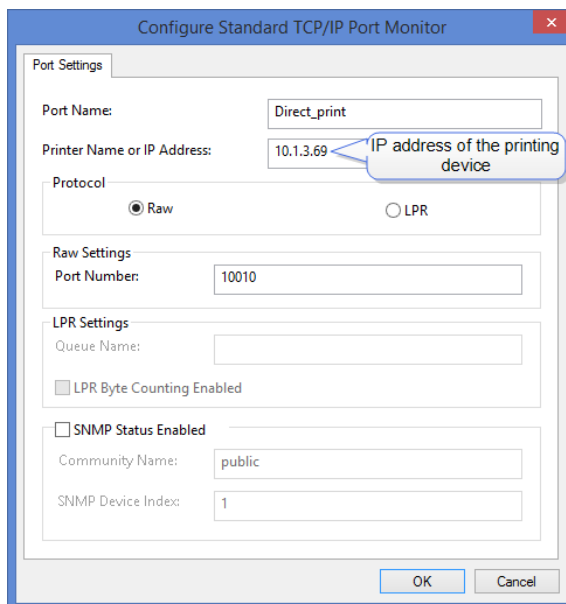 Configure Standard TCP/IP Port Monitor
Port Settings
Port Name: Direct_print
Printer Name or IP Address: 10.1.3.69
IP address of the printing
device
Protocol
Raw LPR
Raw Settings
Port Number: 10010
LPR Settings
Queue Name:
LPR Byte Counting Enabled
SNMP Status Enabled
Community Name: public
SNMP Device Index: 1
OK Cancel